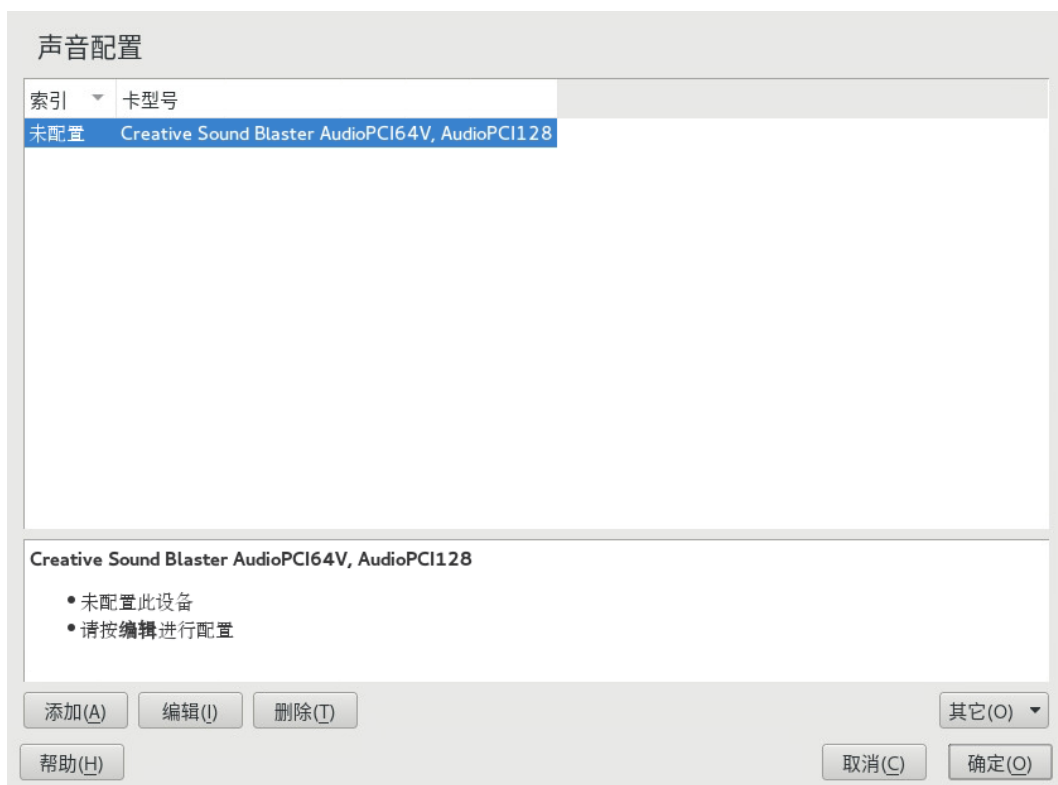 声音配置
索引 卡型号
未配置 Creative Sound Blaster AudioPCI64V, AudioPCI128
Creative Sound Blaster AudioPCI64V, AudioPCI128
未配置此设备
请按编辑进行配置
添加(A) 编辑(I) 删除(T) 其它(O)
帮助(H) 取消(C) 确定(O)